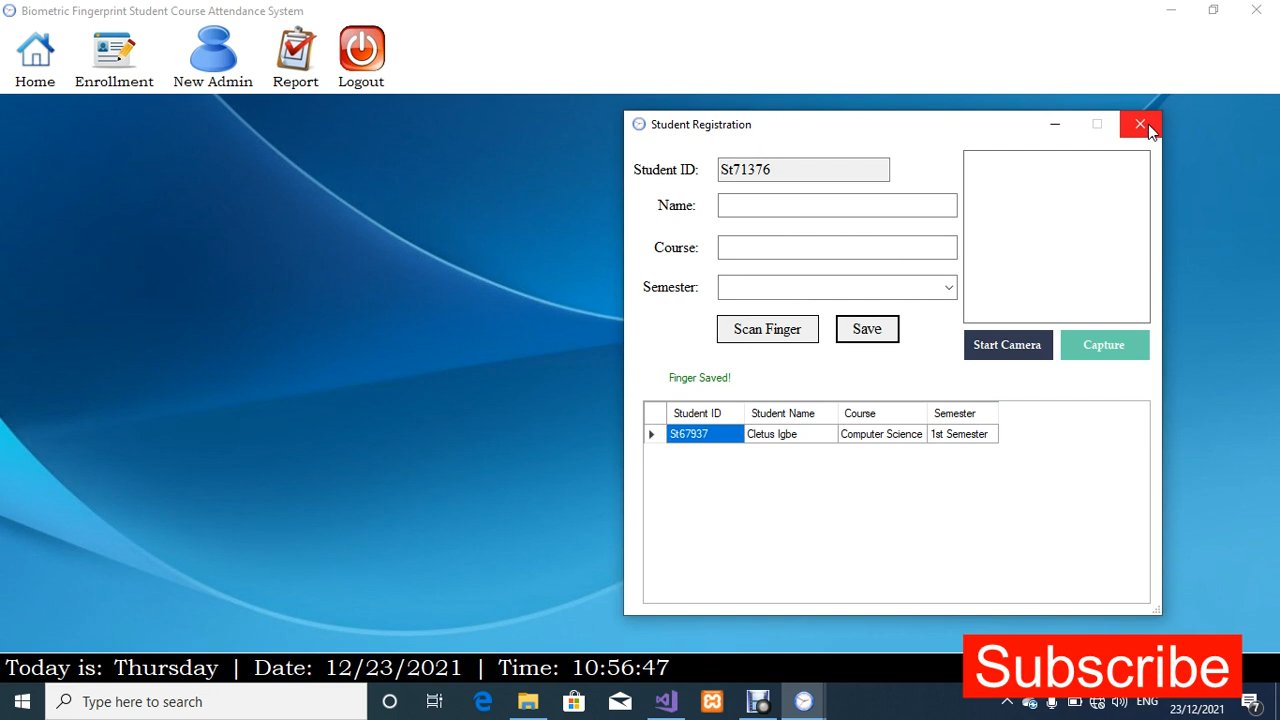 Biometric Fingerprint Student Course Attendance System
Home Enrollment New Admin Report Logout
Student Registration
Student ID: St71376
Name:
Course:
Semester:
Scan Finger Save
Start Camera Capture
Finger Saved!
Student ID Student Name Course Semester
St67937 Cletus Igbe Computer Science 1st Semester
Subscribe
Today is: Thursday | Date: 12/23/2021 | Time: 10:56:47
Type here to search
ENG
23/12/2021
7